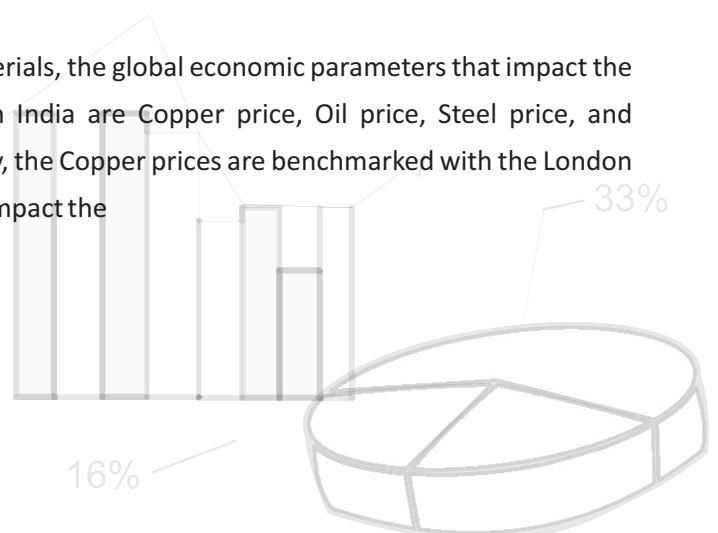 erials, the global economic parameters that impact the
India are Copper price, Oil price, Steel price, and
, the Copper prices are benchmarked with the London
mpact the
33%
16%